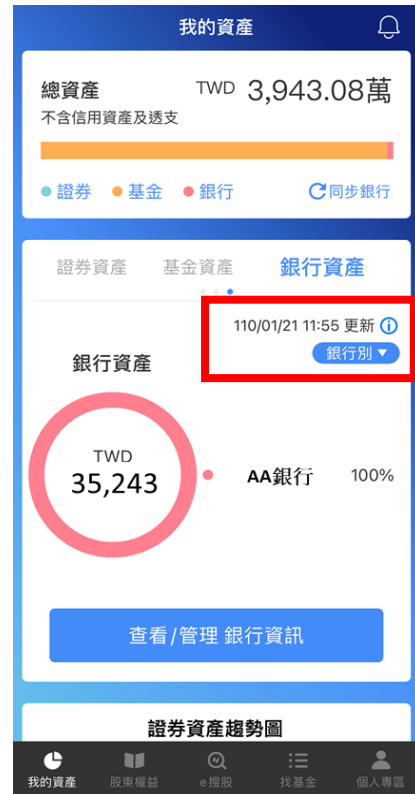 我的資產
總資產 TWD 3,943.08萬
不含信用資產及透支
證券 基金 銀行 同步銀行
證券資產 基金資產 銀行資產
110/01/21 11:55 更新
銀行別
銀行資產
TWD
35,243
AA銀行 100%
查看/管理 銀行資訊
證券資產趨勢圖
我的資產 股東權益 e搜股 找基金 個人專區